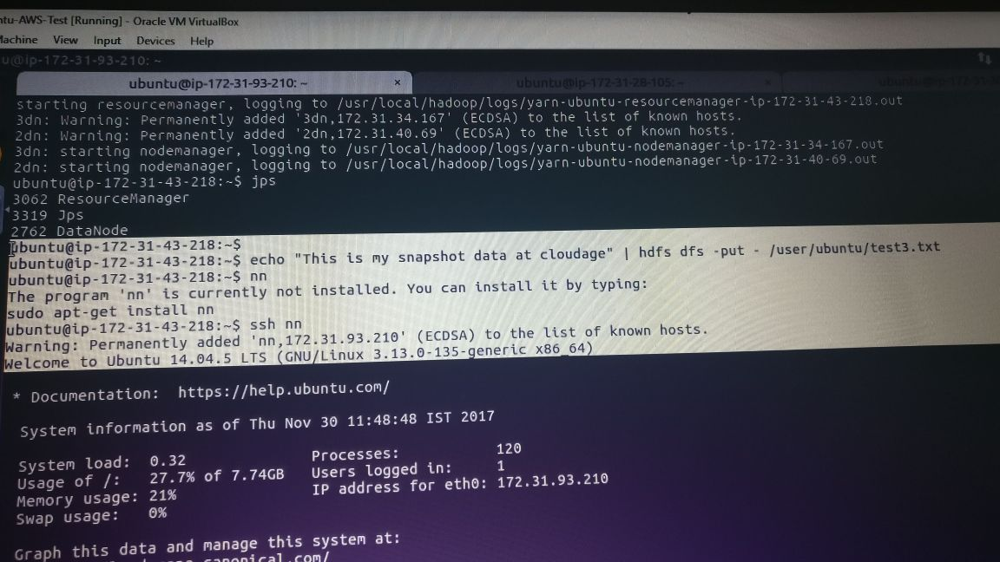 ntu-AWS-Test [Running] - Oracle VM VirtualBox
Machine View Input Devices Help
u@ip-172-31-93-210: ~
ubuntu@ip-172-31-93-210: ~ × ubuntu@ip-172-31-28-105: ~ ×
starting resourcemanager, logging to /usr/local/hadoop/logs/yarn-ubuntu-resourcemanager-ip-172-31-43-218.out
3dn: Warning: Permanently added '3dn,172.31.34.167' (ECDSA) to the list of known hosts.
2dn: Warning: Permanently added '2dn,172.31.40.69' (ECDSA) to the list of known hosts.
3dn: starting nodemanager, logging to /usr/local/hadoop/logs/yarn-ubuntu-nodemanager-ip-172-31-34-167.out
2dn: starting nodemanager, logging to /usr/local/hadoop/logs/yarn-ubuntu-nodemanager-ip-172-31-40-69.out
ubuntu@ip-172-31-43-218:~$ jps
3062 ResourceManager
3319 Jps
2762 DataNode
ubuntu@ip-172-31-43-218:~$
ubuntu@ip-172-31-43-218:~$ echo "This is my snapshot data at cloudage" | hdfs dfs -put - /user/ubuntu/test3.txt
ubuntu@ip-172-31-43-218:~$ nn
The program 'nn' is currently not installed. You can install it by typing:
sudo apt-get install nn
ubuntu@ip-172-31-43-218:~$ ssh nn
Warning: Permanently added 'nn,172.31.93.210' (ECDSA) to the list of known hosts.
Welcome to Ubuntu 14.04.5 LTS (GNU/Linux 3.13.0-135-generic x86_64)
* Documentation: https://help.ubuntu.com/
System information as of Thu Nov 30 11:48:48 IST 2017
System load: 0.32 Processes: 120
Usage of /: 27.7% of 7.74GB Users logged in: 1
Memory usage: 21% IP address for eth0: 172.31.93.210
Swap usage: 0%
Graph this data and manage this system at:
canonical.com/